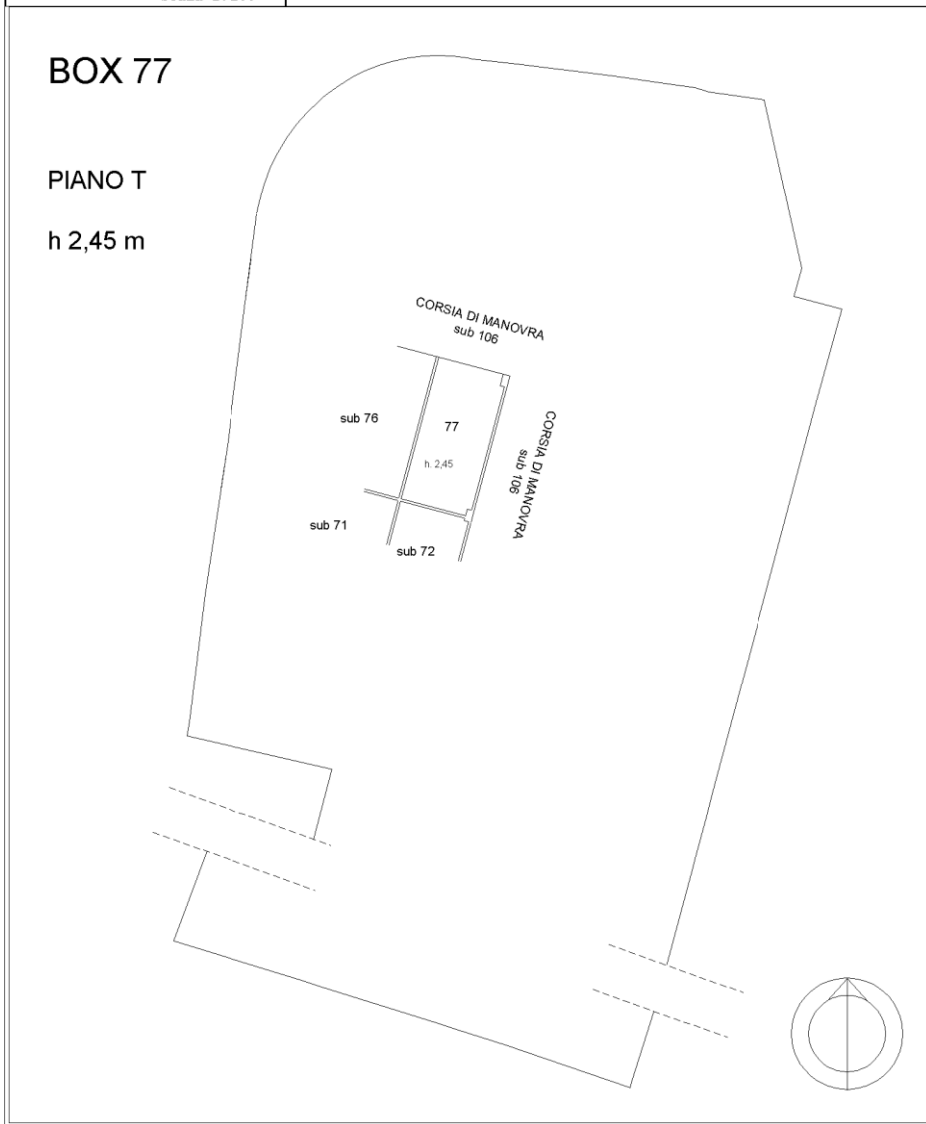 BOX 77
PIANO T
h 2,45 m
CORSIA DI MANOVRA
sub 106
sub 76
77
h. 2,45
CORSIA DI MANOVRA
sub 106
sub 71
sub 72